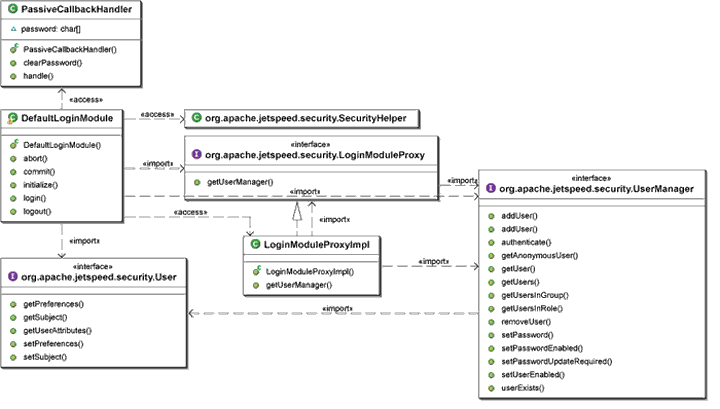 PassiveCallbackHandler
password: char[]
PassiveCallbackHandler()
clearPassword()
handle()
«access»
DefaultLoginModule
DefaultLoginModule()
abort()
commit()
initialize()
login()
logout()
«access»
org.apache.jetspeed.security.SecurityHelper
«import»
«interface»
org.apache.jetspeed.security.LoginModuleProxy
getUserManager()
«import»
«import»
«access»
«import»
LoginModuleProxyImpl
LoginModuleProxyImpl()
getUserManager()
«import»
«interface»
org.apache.jetspeed.security.User
getPreferences()
getSubject()
getUserAttributes()
setPreferences()
setSubject()
«import»
«interface»
org.apache.jetspeed.security.UserManager
addUser()
addUser()
authenticate()
getAnonymousUser()
getUser()
getUsers()
getUsersInGroup()
getUsersInRole()
removeUser()
setPassword()
setPasswordEnabled()
setPasswordUpdateRequired()
setUserEnabled()
userExists()